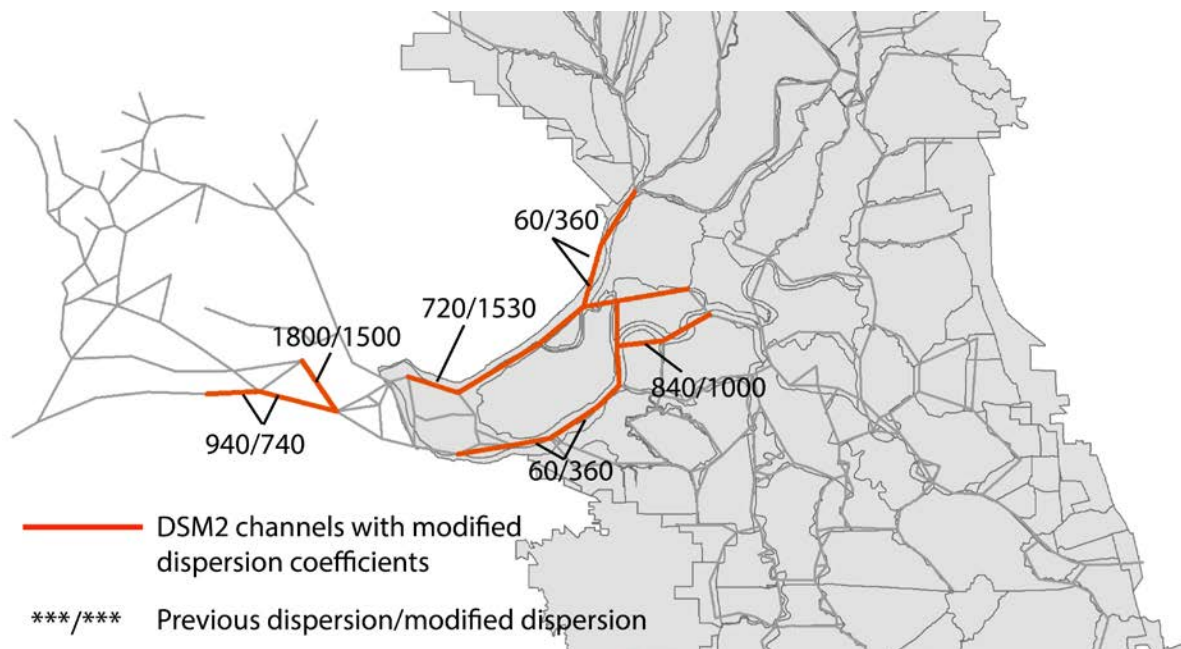 60/360
720/1530
1800/1500
840/1000
940/740
60/360
DSM2 channels with modified
dispersion coefficients
***/*** Previous dispersion/modified dispersion